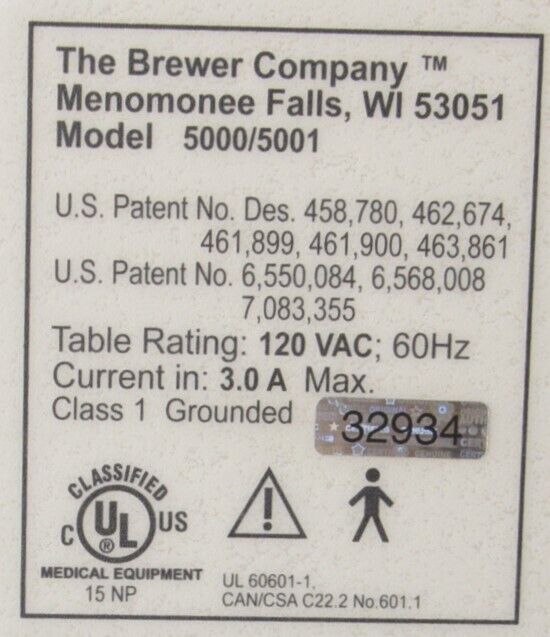 The Brewer Company ™
Menomonee Falls, WI 53051
Model 5000/5001
U.S. Patent No. Des. 458,780, 462,674,
461,899, 461,900, 463,861
U.S. Patent No. 6,550,084, 6,568,008
7,083,355
Table Rating: 120 VAC; 60Hz
Current in: 3.0 A Max.
Class 1 Grounded
32934
CLASSIFIED
C UL ® US
MEDICAL EQUIPMENT
15 NP
UL 60601-1,
CAN/CSA C22.2 No.601.1